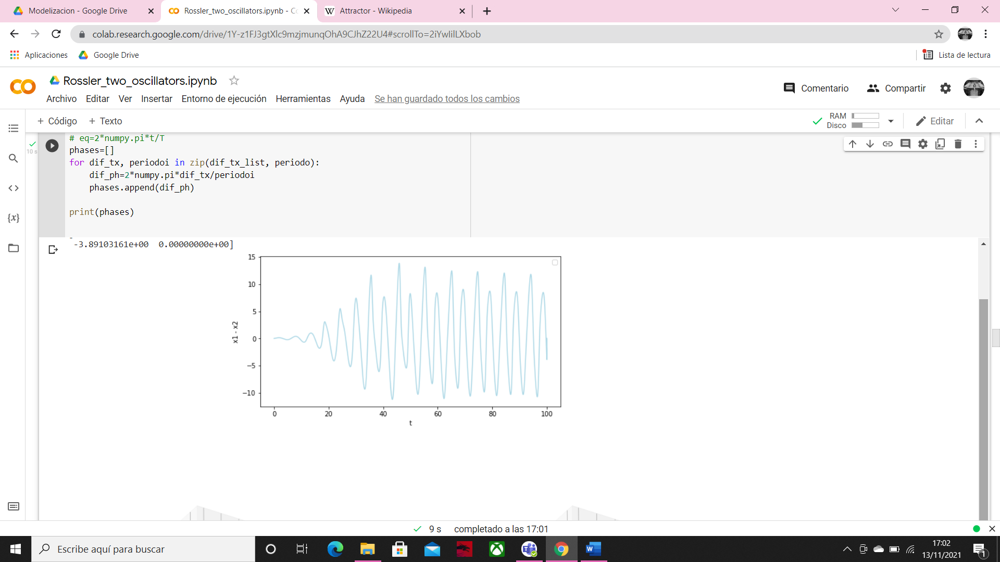 Modelizacion - Google Drive
Rossler_two_oscillators.ipynb - Co
Attractor - Wikipedia
colab.research.google.com/drive/1Y-z1FJ3gtXlc9mzjmunqOhA9CJhZ22U4#scrollTo=2iYwIilLXbob
Aplicaciones Google Drive Lista de lectura
Rossler_two_oscillators.ipynb
Archivo Editar Ver Insertar Entorno de ejecución Herramientas Ayuda Se han guardado todos los cambios
Comentario Compartir
+ Código + Texto
RAM
Disco
Editar
10 s
# eq=2*numpy.pi*t/T
phases=[]
for dif_tx, periodoi in zip(dif_tx_list, periodo):
    dif_ph=2*numpy.pi*dif_tx/periodoi
    phases.append(dif_ph)
print(phases)
{x}
-3.89103161e+00 0.00000000e+00]
15
10
5
0
−5
−10
x1 - x2
0 20 40 60 80 100
t
9 s completado a las 17:01
Escribe aquí para buscar
17:02
13/11/2021
1